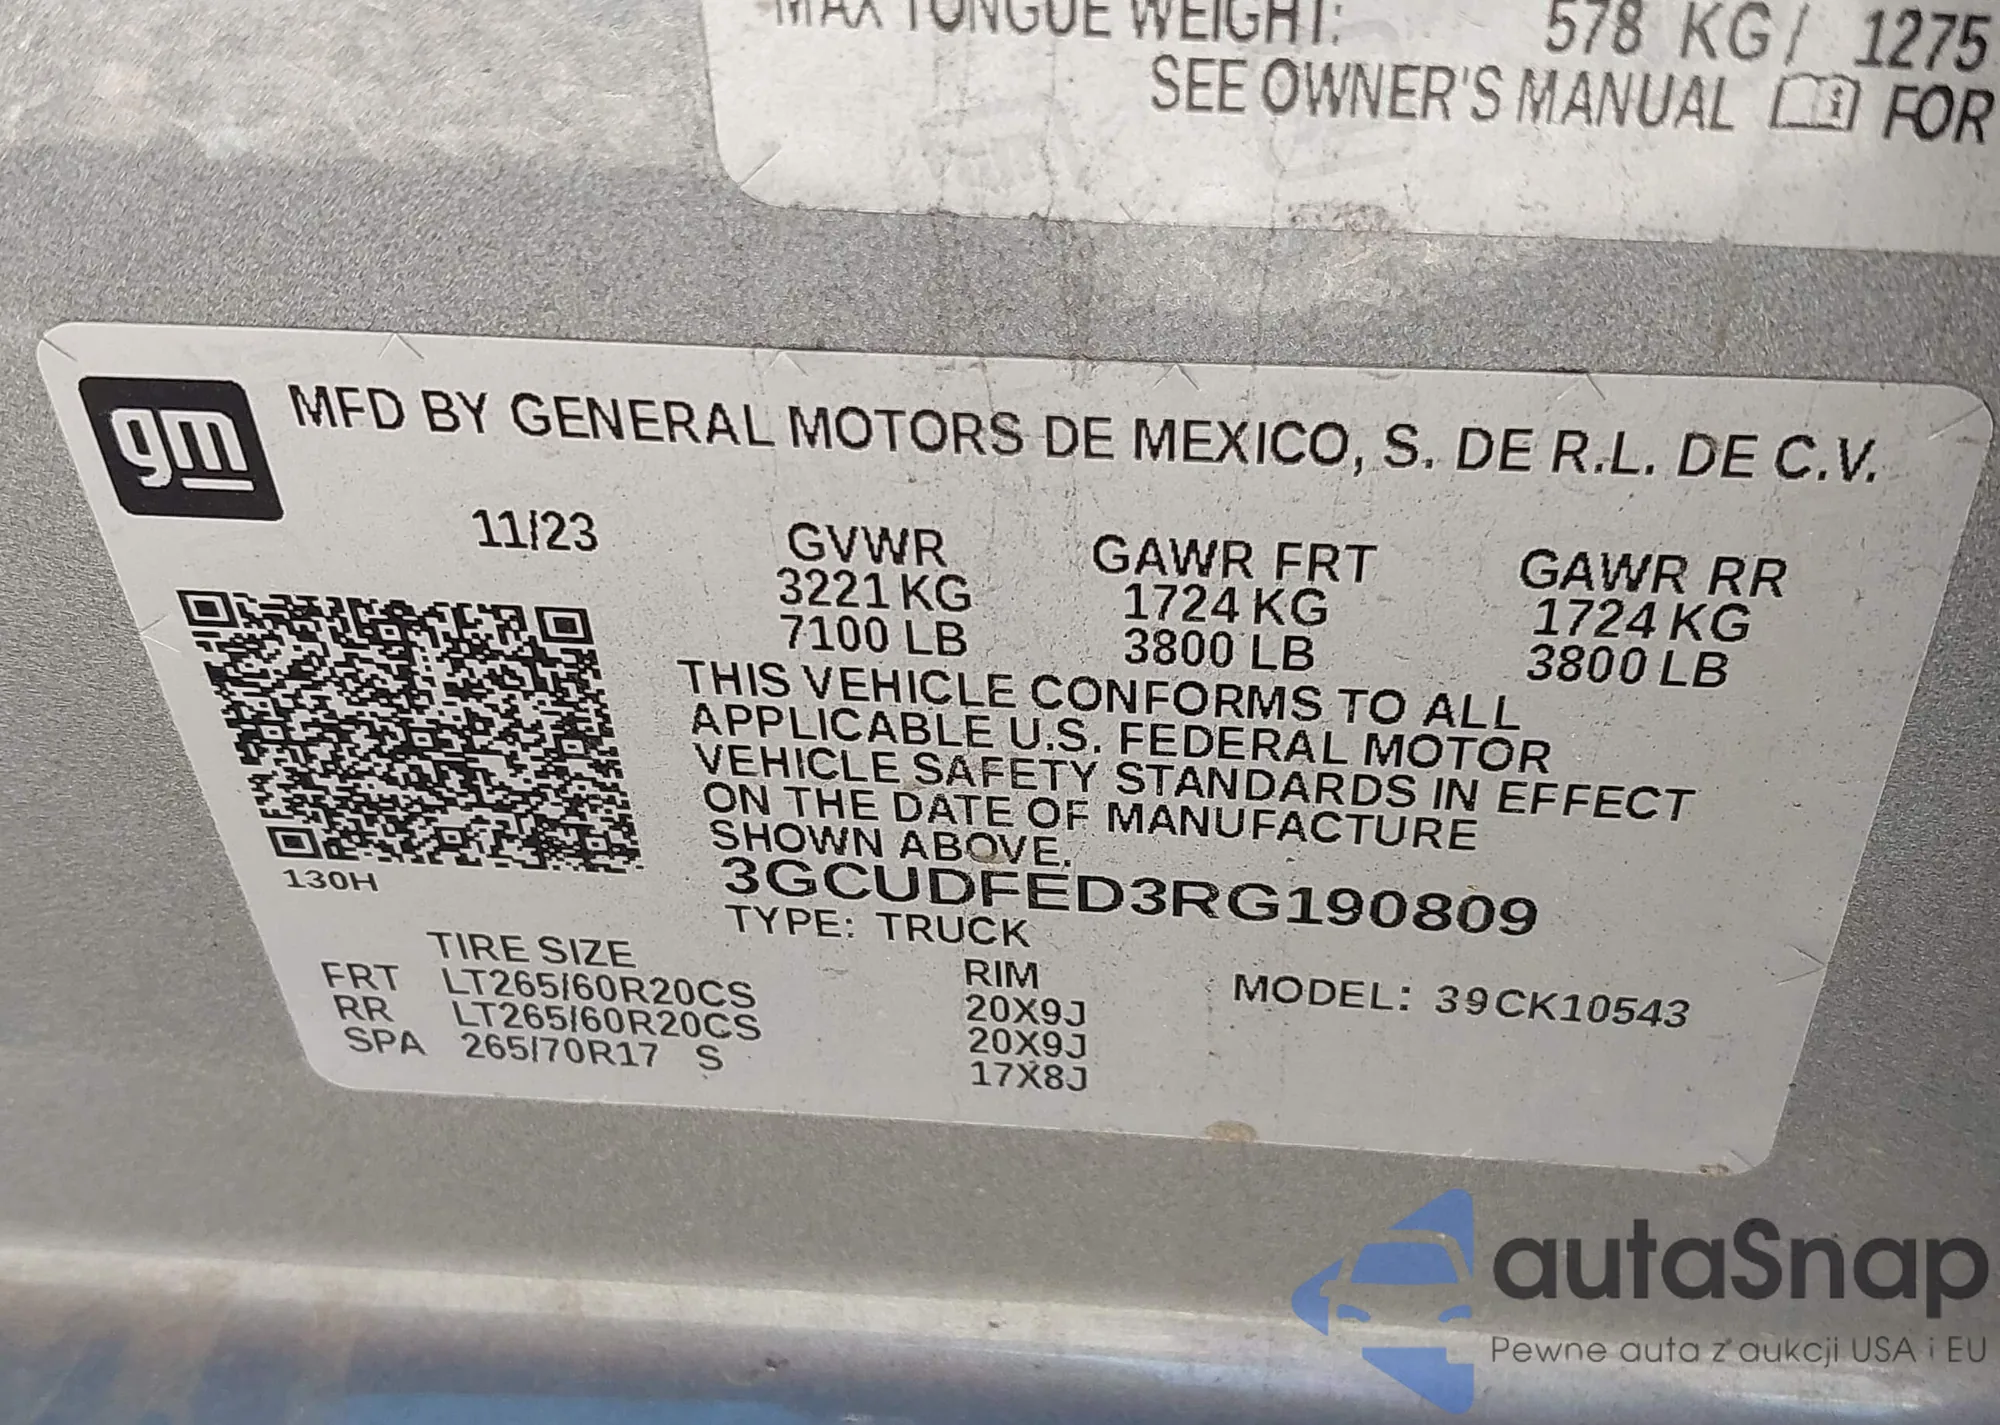 MAX TONGUE WEIGHT: 578 KG/ 1275
SEE OWNER'S MANUAL FOR
gm
MFD BY GENERAL MOTORS DE MEXICO, S. DE R.L. DE C.V.
11/23 GVWR GAWR FRT GAWR RR
3221 KG 1724 KG 1724 KG
7100 LB 3800 LB 3800 LB
THIS VEHICLE CONFORMS TO ALL
APPLICABLE U.S. FEDERAL MOTOR
VEHICLE SAFETY STANDARDS IN EFFECT
ON THE DATE OF MANUFACTURE
SHOWN ABOVE.
130H
3GCUDFED3RG190809
TYPE: TRUCK
TIRE SIZE RIM MODEL: 39CK10543
FRT LT265/60R20CS 20X9J
RR LT265/60R20CS 20X9J
SPA 265/70R17 S 17X8J
autaSnap
Pewne auta z aukcji USA i EU